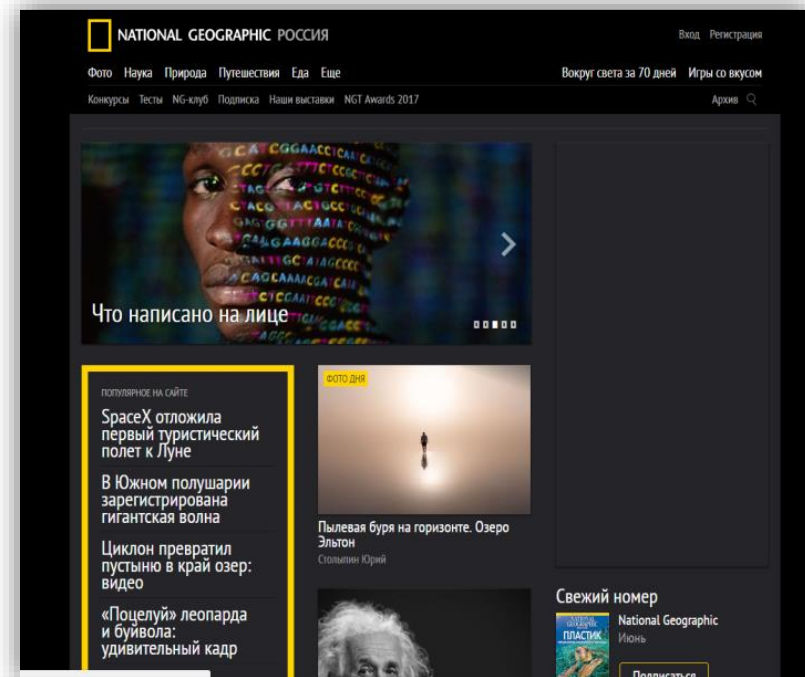 NATIONAL GEOGRAPHIC РОССИЯ
Вход Регистрация
Фото Наука Природа Путешествия Еда Еще
Вокруг света за 70 дней Игры со вкусом
Конкурсы Тесты NG-клуб Подписка Наши выставки NGT Awards 2017
Архив
Что написано на лице
ПОПУЛЯРНОЕ НА САЙТЕ
SpaceX отложила
первый туристический
полет к Луне
В Южном полушарии
зарегистрирована
гигантская волна
Циклон превратил
пустыню в край озер:
видео
«Поцелуй» леопарда
и буйвола:
удивительный кадр
ФОТО ДНЯ
Пылевая буря на горизонте. Озеро
Эльтон
Столыпин Юрий
Свежий номер
ПЛАСТИК
National Geographic
Июнь
Подписаться